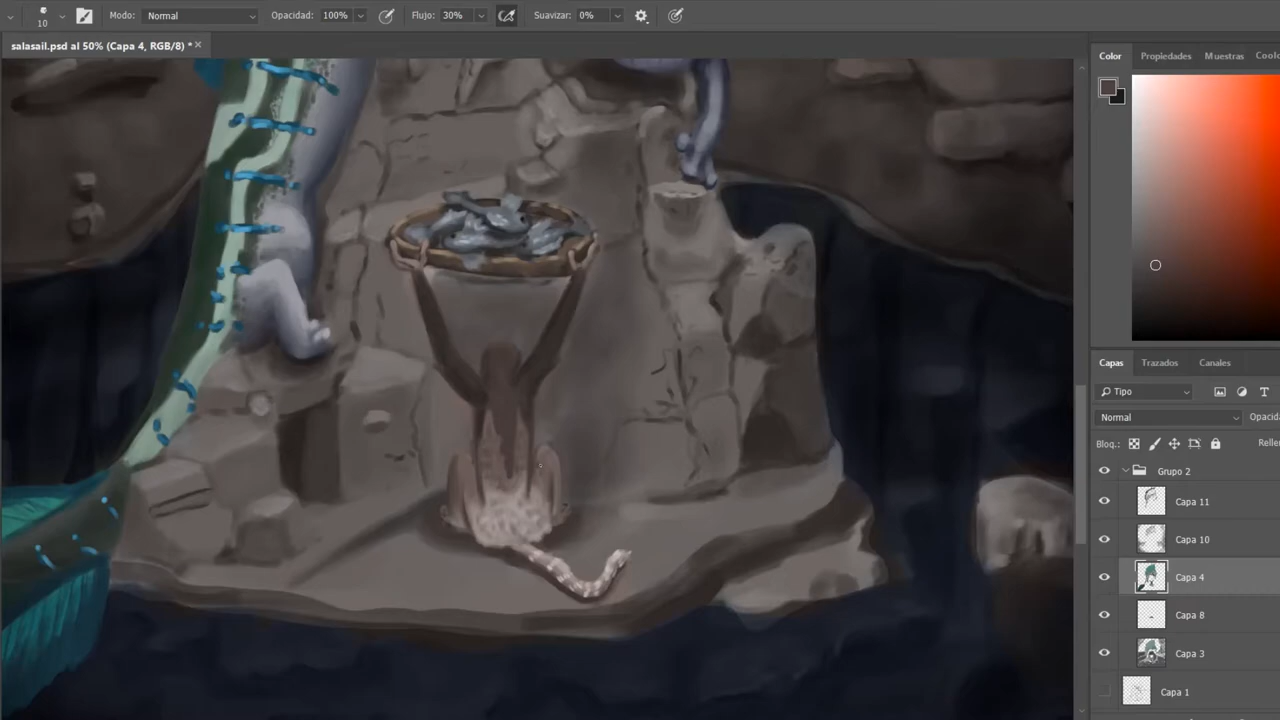 10 Modo: Normal Opacidad: 100% Flujo: 30% Suavizar: 0%
salasail.psd al 50% (Capa 4, RGB/8) * ×
Color Propiedades Muestras
Capas Trazados Canales
Tipo
Normal
Bloq.:
Grupo 2
Capa 11
Capa 10
Capa 4
Capa 8
Capa 3
Capa 1